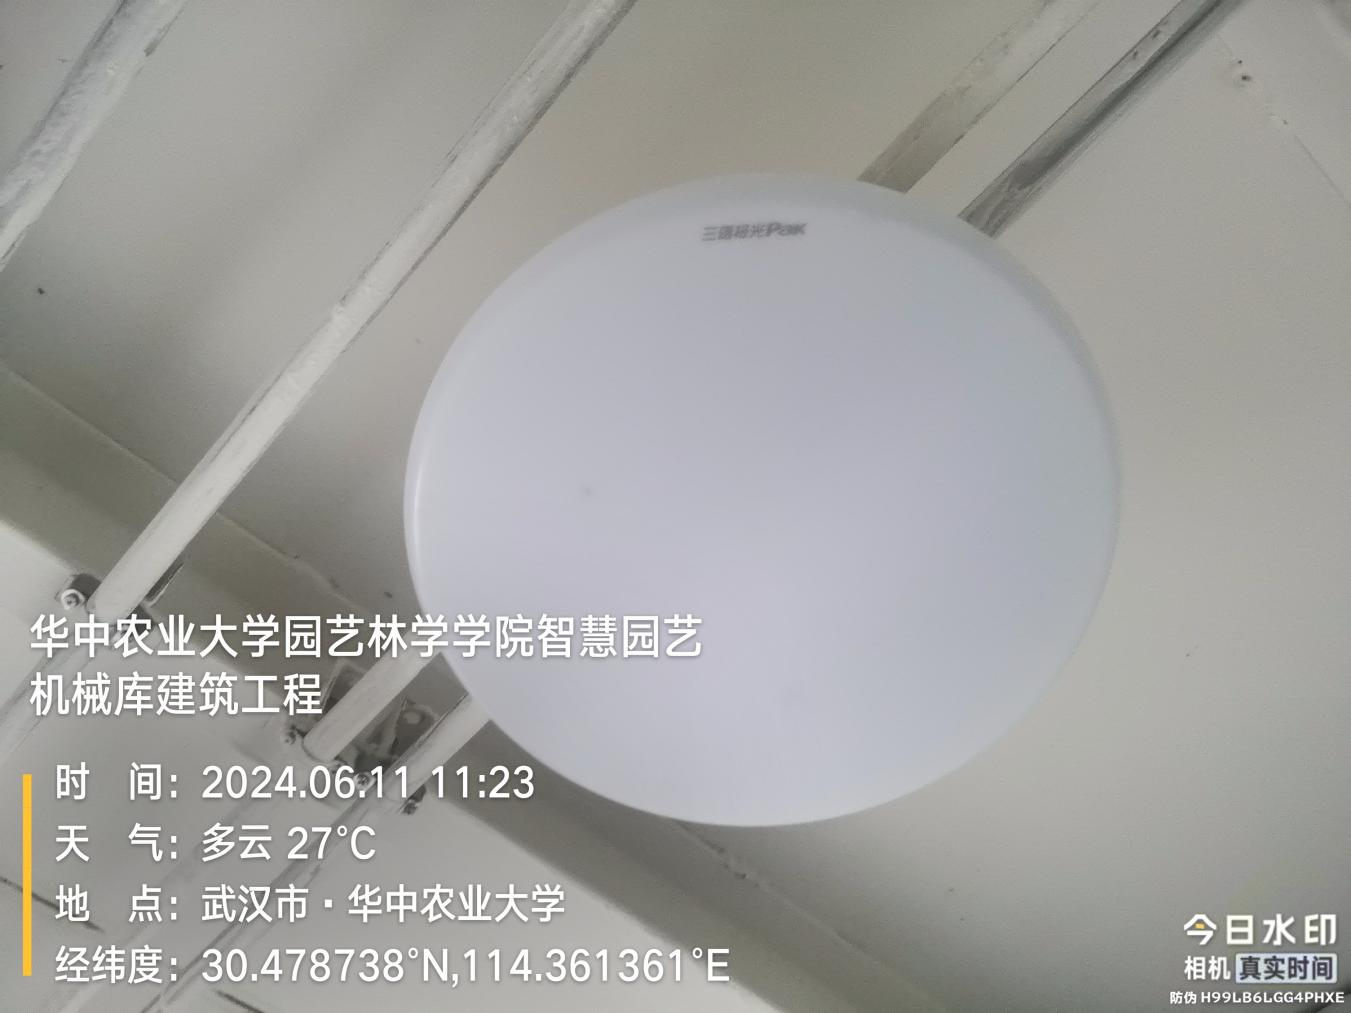 三雄极光Pak
华中农业大学园艺林学学院智慧园艺
机械库建筑工程
时 间：2024.06.11 11:23
天 气：多云 27°C
地 点：武汉市·华中农业大学
经纬度：30.478738°N,114.361361°E
今日水印
相机 真实时间
防伪 H99LB6LGG4PHXE